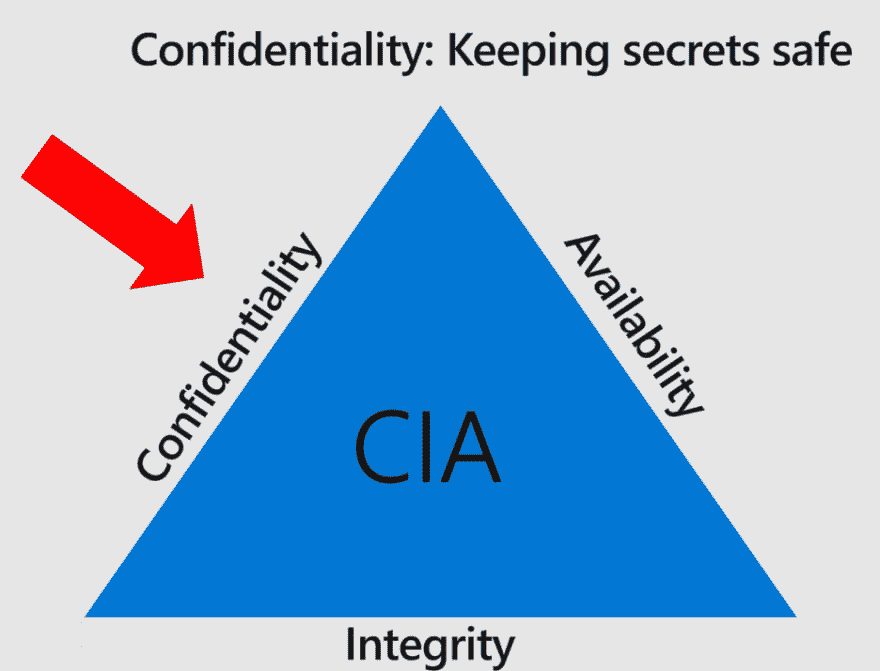 Confidentiality: Keeping secrets safe
Confidentiality
Availability
CIA
Integrity